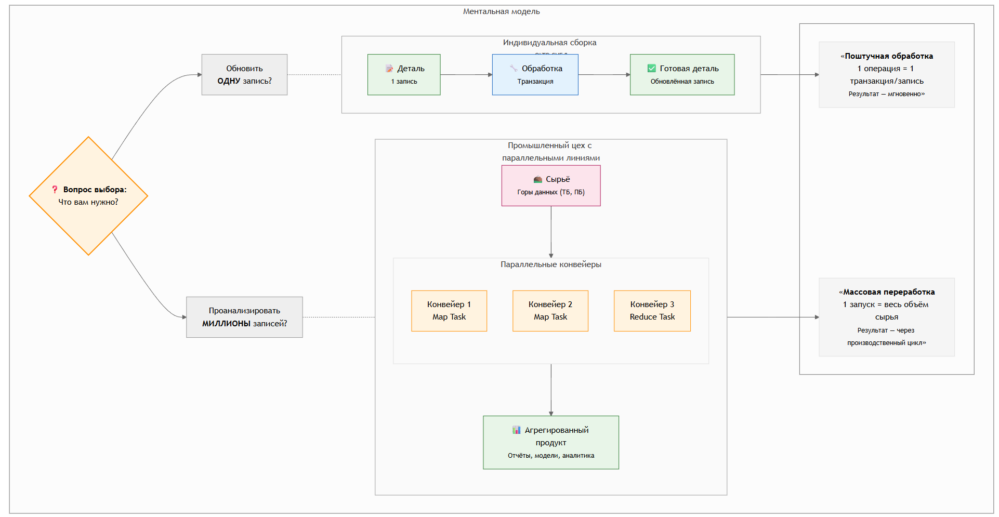 Ментальная модель
Индивидуальная сборка
Обновить
ОДНУ запись?
📝 Деталь
1 запись
🔧 Обработка
Транзакция
✅ Готовая деталь
Обновлённая запись
«Поштучная обработка
1 операция = 1
транзакция/запись
Результат — мгновенно»
❓ Вопрос выбора:
Что вам нужно?
Промышленный цех с
параллельными линиями
Сырьё
Горы данных (ТБ, ПБ)
Параллельные конвейеры
Проанализировать
МИЛЛИОНЫ записей?
Конвейер 1
Map Task
Конвейер 2
Map Task
Конвейер 3
Reduce Task
«Массовая переработка
1 запуск = весь объём
сырья
Результат — через
производственный цикл»
📊 Агрегированный
продукт
Отчёты, модели, аналитика